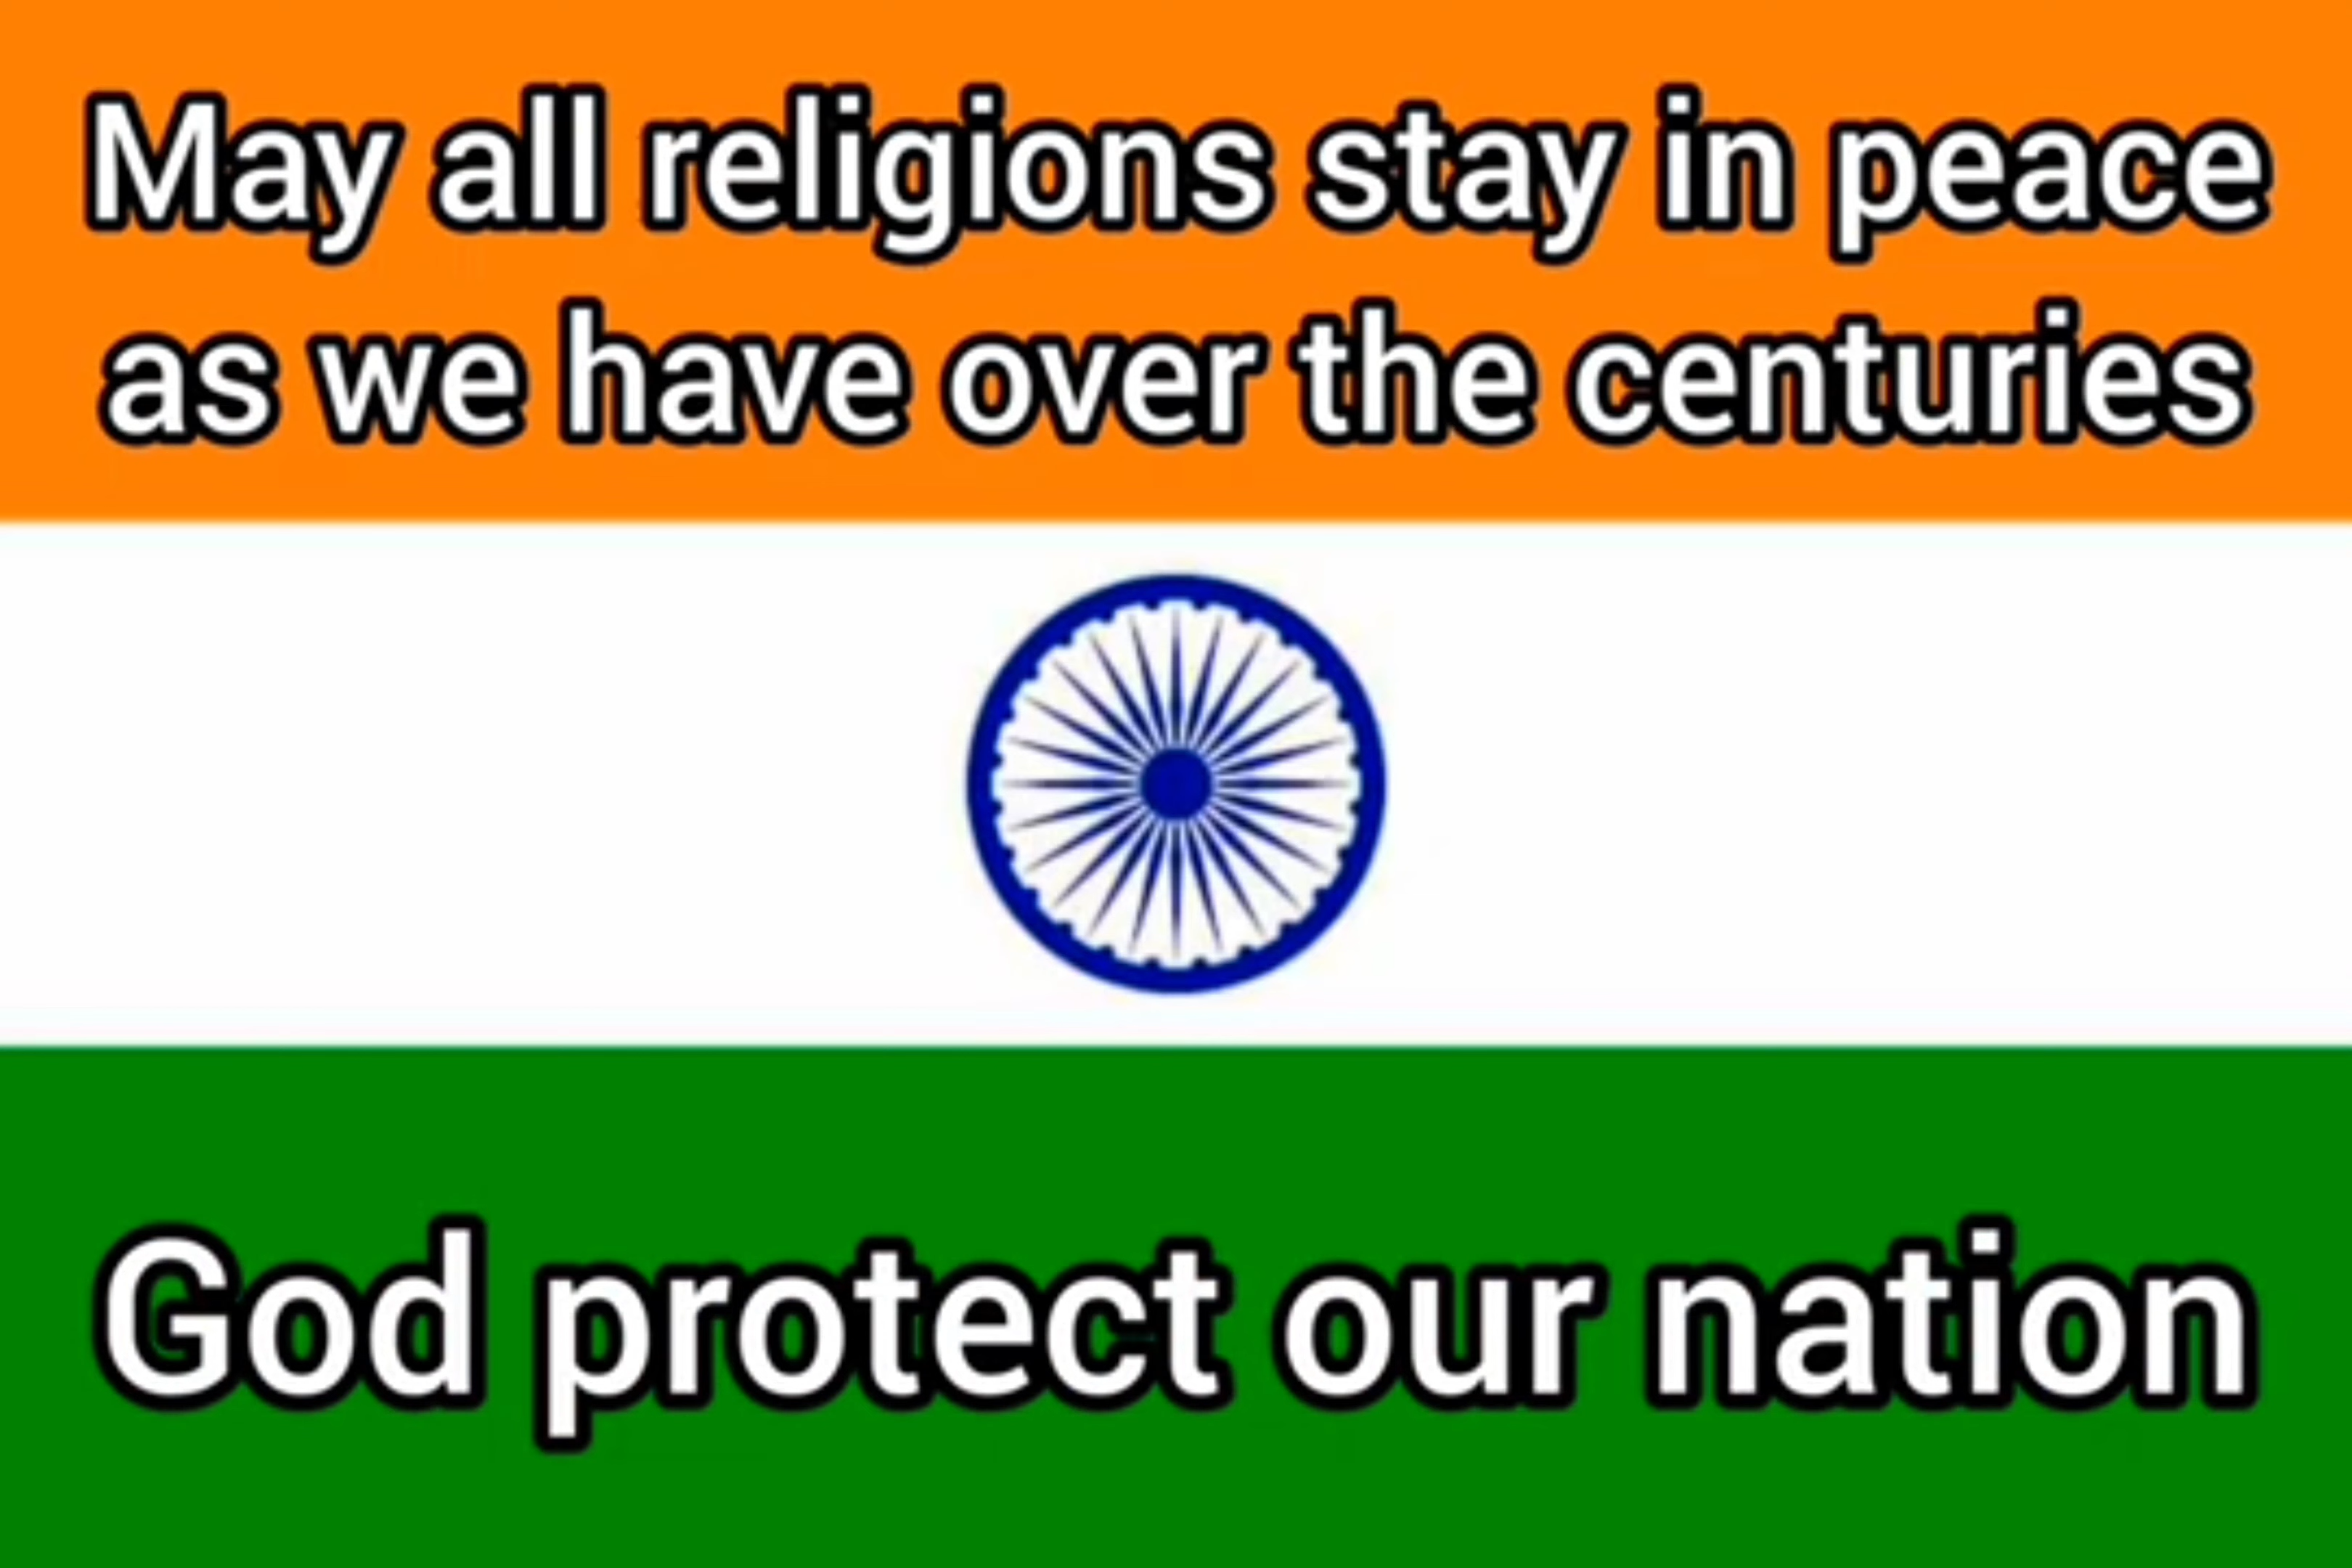 May all religions stay in peace
as we have over the centuries
God protect our nation